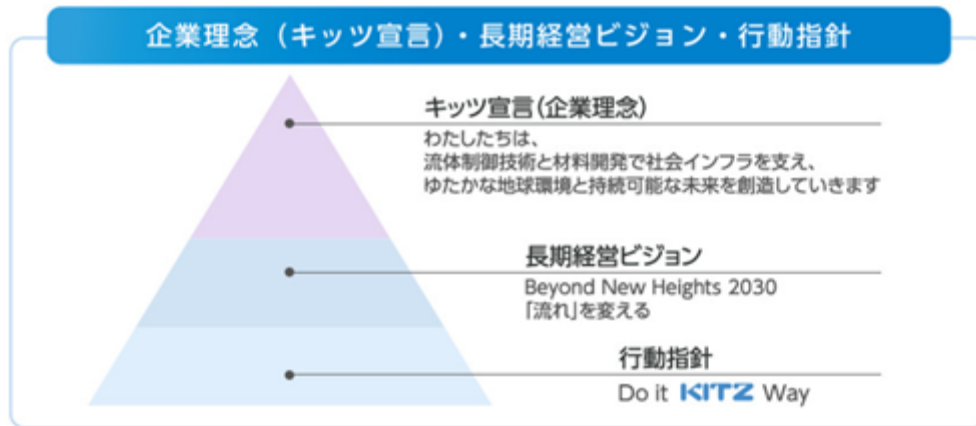 企業理念（キッツ宣言）・長期経営ビジョン・行動指針
キッツ宣言(企業理念)
わたしたちは、
流体制御技術と材料開発で社会インフラを支え、
ゆたかな地球環境と持続可能な未来を創造していきます
長期経営ビジョン
Beyond New Heights 2030
「流れ」を変える
行動指針
Do it KITZ Way